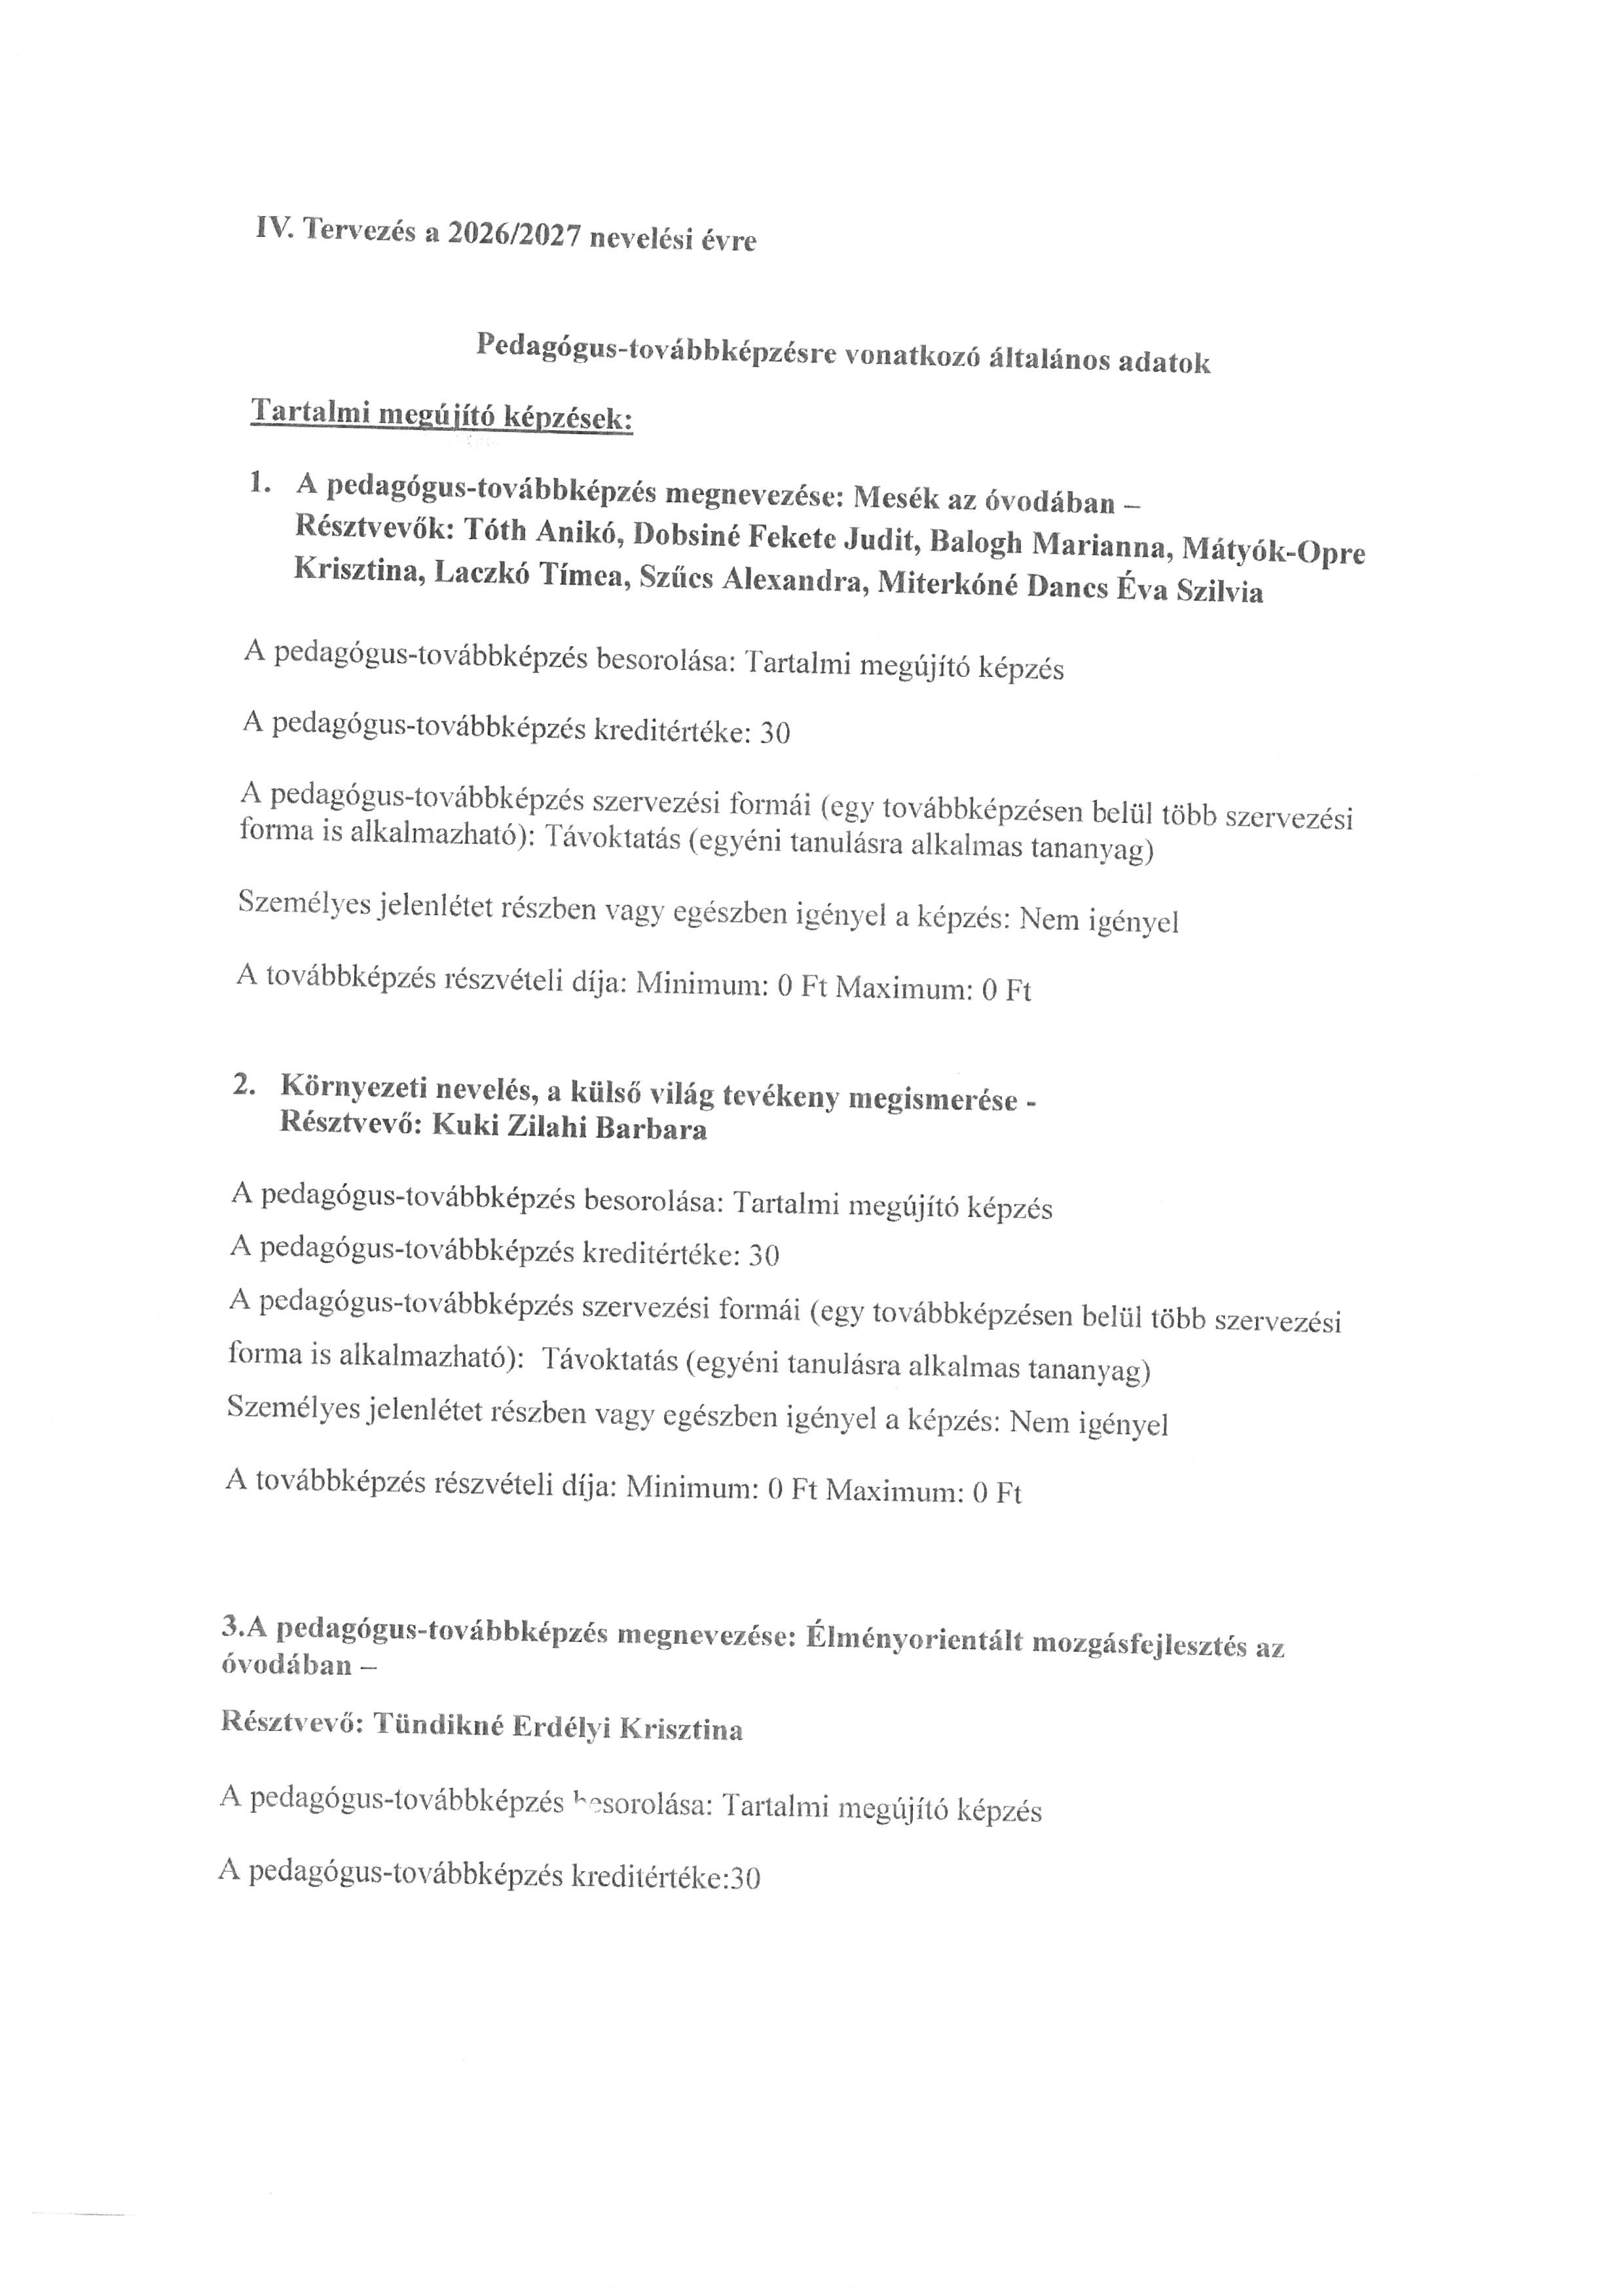 IV. Tervezés a 2026/2027 nevelési évre
Pedagógus-továbbképzésre vonatkozó általános adatok
Tartalmi megújító képzések:
1. A pedagógus-továbbképzés megnevezése: Mesék az óvodában –
Résztvevők: Tóth Anikó, Dobsiné Fekete Judit, Balogh Marianna, Mátyók-Opre
Krisztina, Laczkó Tímea, Szűcs Alexandra, Miterkóné Dancs Éva Szilvia
A pedagógus-továbbképzés besorolása: Tartalmi megújító képzés
A pedagógus-továbbképzés kreditértéke: 30
A pedagógus-továbbképzés szervezési formái (egy továbbképzésen belül több szervezési
forma is alkalmazható): Távoktatás (egyéni tanulásra alkalmas tananyag)
Személyes jelenlétet részben vagy egészben igényel a képzés: Nem igényel
A továbbképzés részvételi díja: Minimum: 0 Ft Maximum: 0 Ft
2. Környezeti nevelés, a külső világ tevékeny megismerése -
Résztvevő: Kuki Zilahi Barbara
A pedagógus-továbbképzés besorolása: Tartalmi megújító képzés
A pedagógus-továbbképzés kreditértéke: 30
A pedagógus-továbbképzés szervezési formái (egy továbbképzésen belül több szervezési
forma is alkalmazható): Távoktatás (egyéni tanulásra alkalmas tananyag)
Személyes jelenlétet részben vagy egészben igényel a képzés: Nem igényel
A továbbképzés részvételi díja: Minimum: 0 Ft Maximum: 0 Ft
3.A pedagógus-továbbképzés megnevezése: Élményorientált mozgásfejlesztés az
óvodában –
Résztvevő: Tündikné Erdélyi Krisztina
A pedagógus-továbbképzés besorolása: Tartalmi megújító képzés
A pedagógus-továbbképzés kreditértéke:30